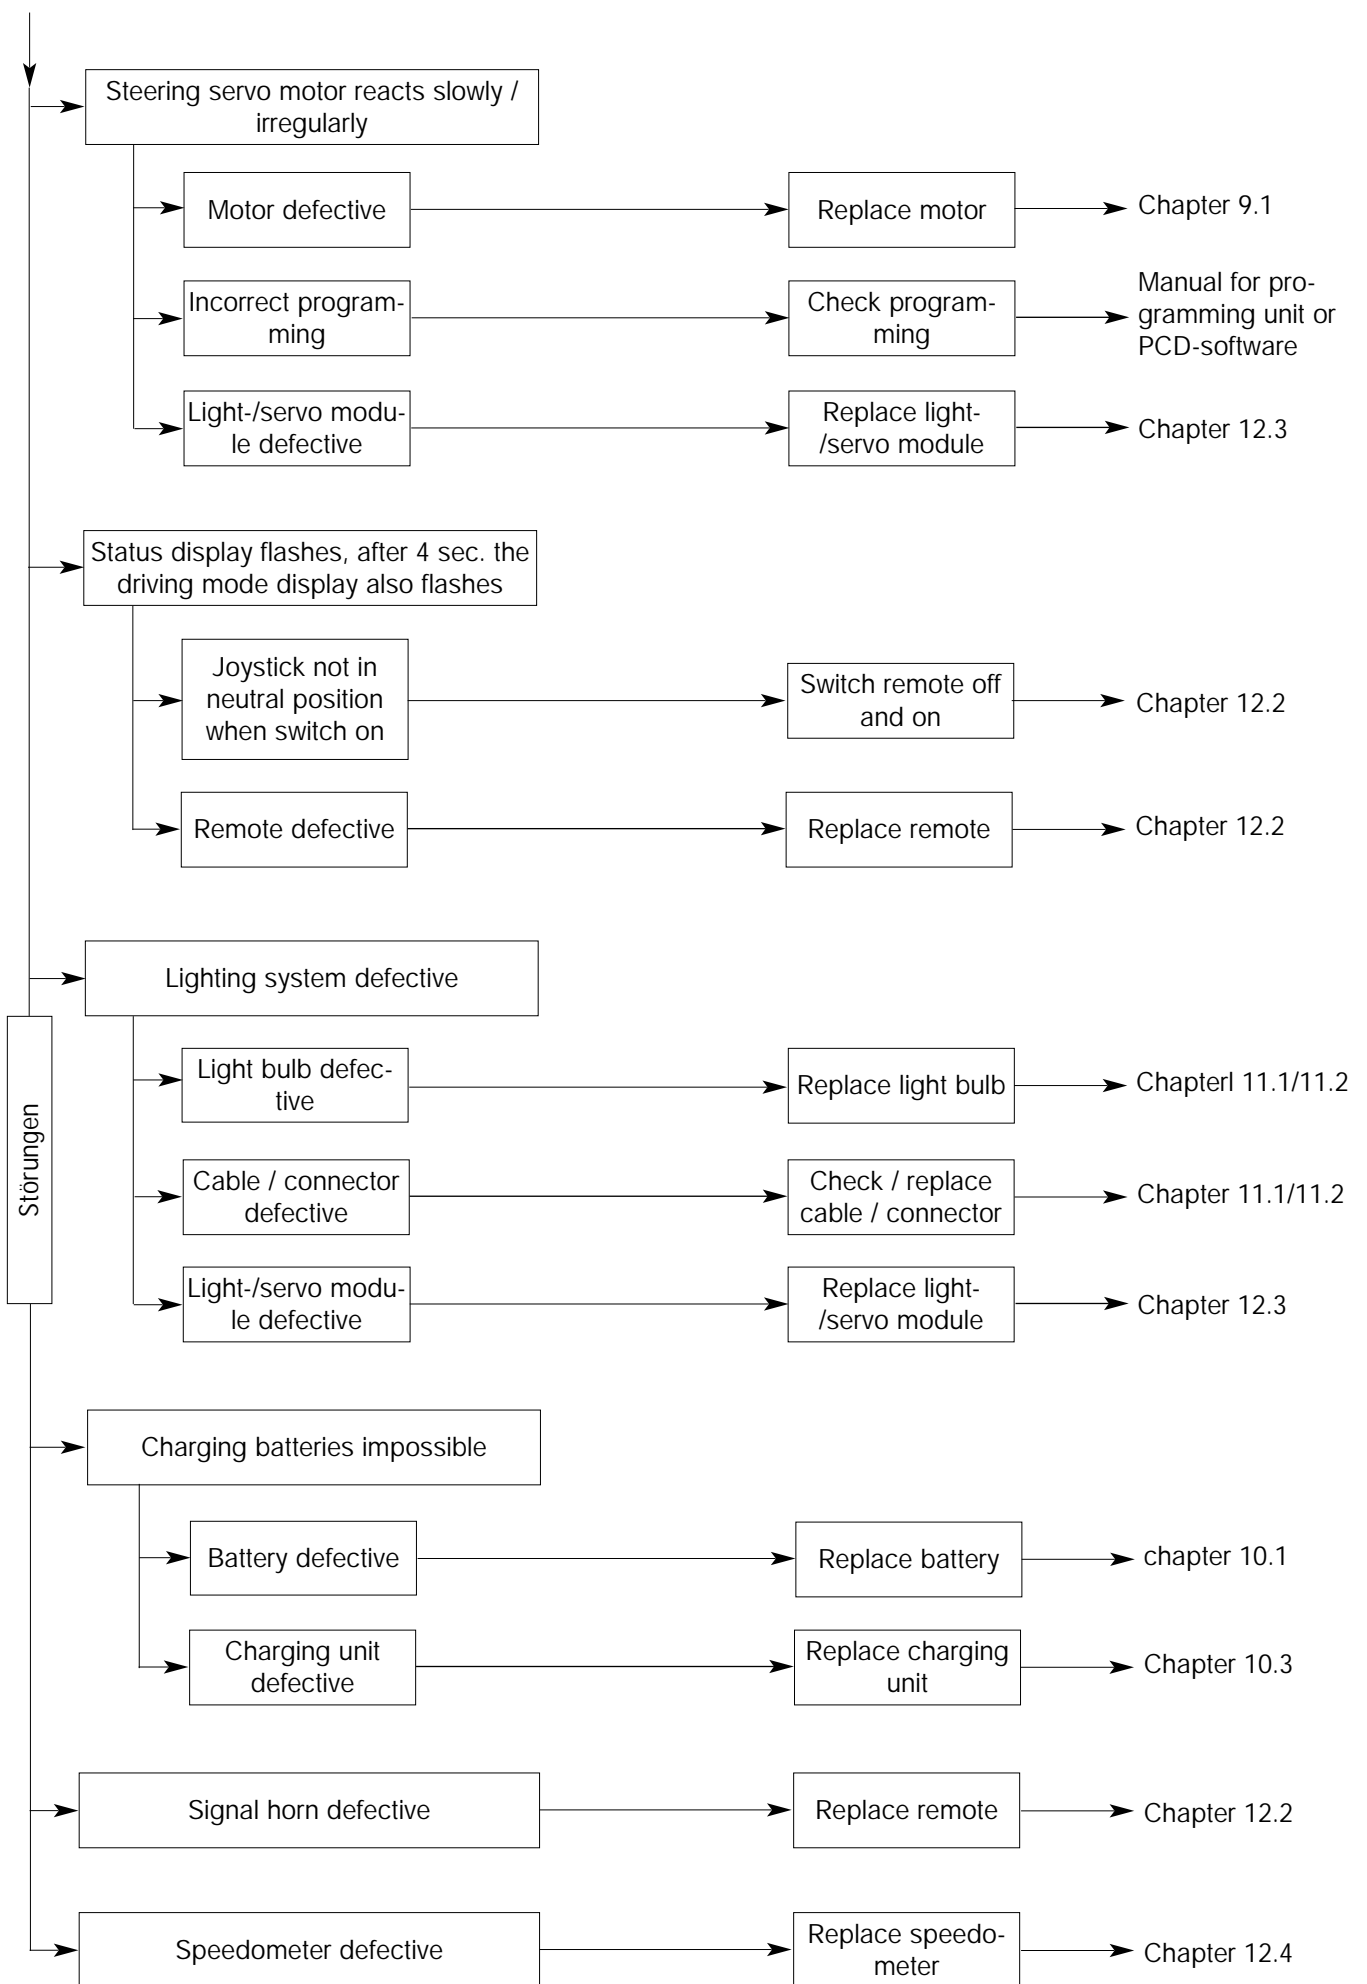 Steering servo motor reacts slowly /
irregularly
Motor defective
Replace motor
Chapter 9.1
Incorrect program-
ming
Check program-
ming
Manual for pro-
gramming unit or
PCD-software
Light-/servo modu-
le defective
Replace light-
/servo module
Chapter 12.3
Status display flashes, after 4 sec. the
driving mode display also flashes
Joystick not in
neutral position
when switch on
Switch remote off
and on
Chapter 12.2
Remote defective
Replace remote
Chapter 12.2
Lighting system defective
Störungen
Light bulb defec-
tive
Replace light bulb
Chapterl 11.1/11.2
Cable / connector
defective
Check / replace
cable / connector
Chapter 11.1/11.2
Light-/servo modu-
le defective
Replace light-
/servo module
Chapter 12.3
Charging batteries impossible
Battery defective
Replace battery
chapter 10.1
Charging unit
defective
Replace charging
unit
Chapter 10.3
Signal horn defective
Replace remote
Chapter 12.2
Speedometer defective
Replace speedo-
meter
Chapter 12.4